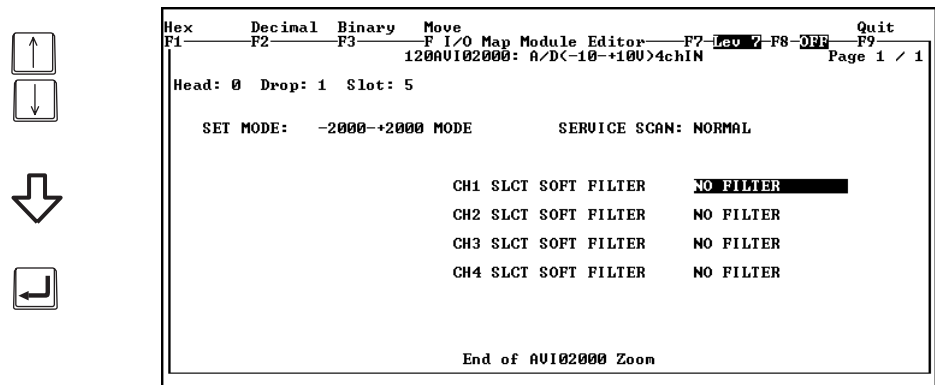 Hex Decimal Binary Move Quit
F1 F2 F3 F I/O Map Module Editor F7-Lev 7-F8-OFF F9
120AVI02000: A/D(-10-+10V)4chIN Page 1 / 1
Head: 0 Drop: 1 Slot: 5
SET MODE: -2000-+2000 MODE SERVICE SCAN: NORMAL
CH1 SLCT SOFT FILTER NO FILTER
CH2 SLCT SOFT FILTER NO FILTER
CH3 SLCT SOFT FILTER NO FILTER
CH4 SLCT SOFT FILTER NO FILTER
End of AVI02000 Zoom